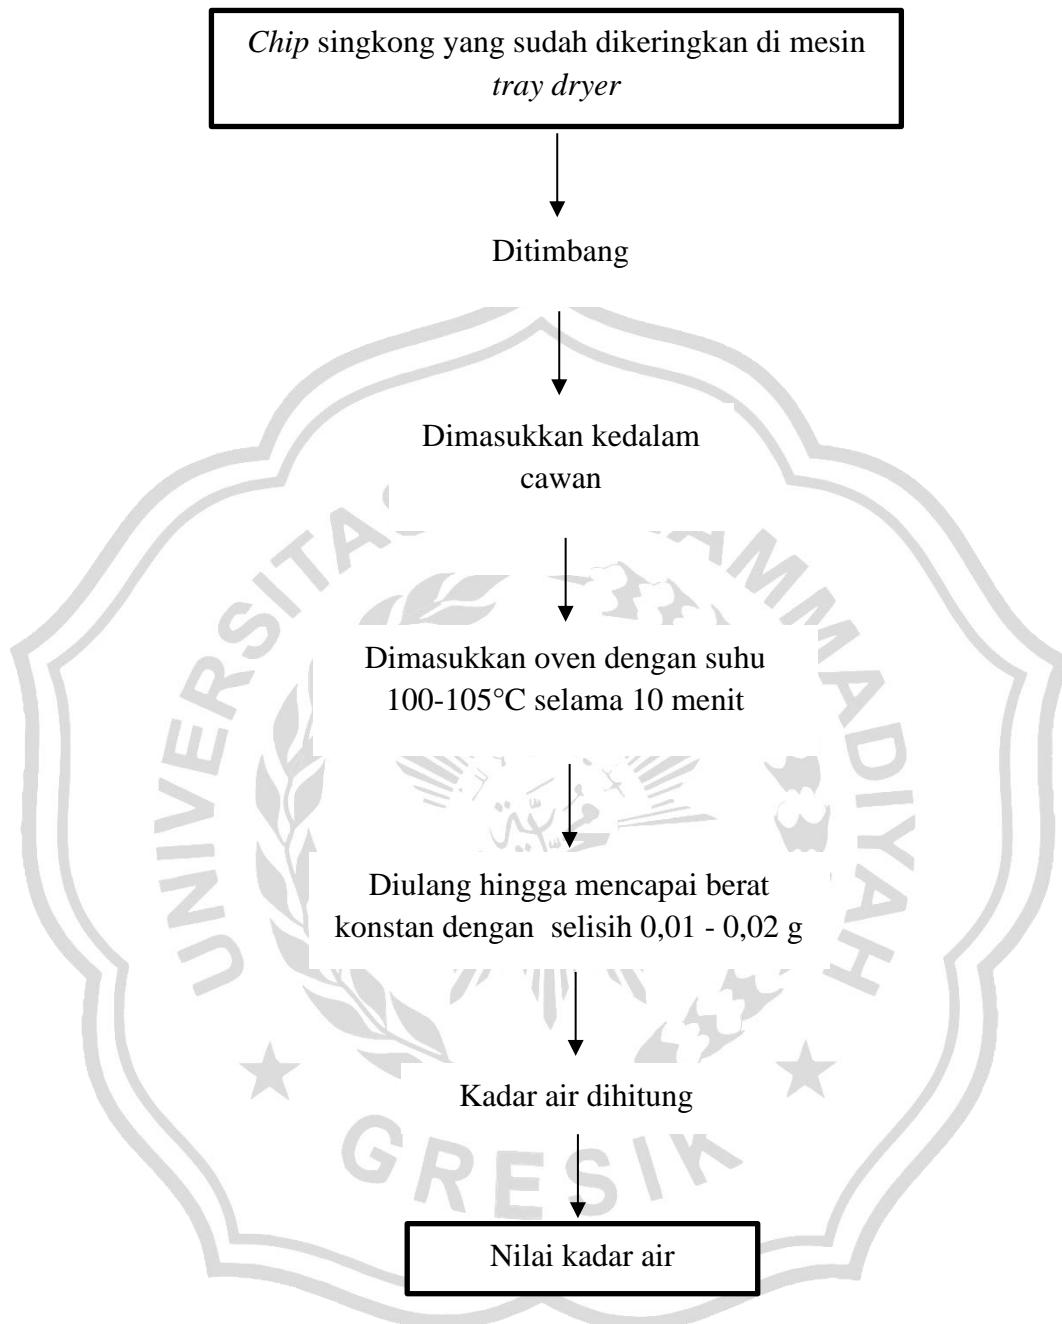 Chip singkong yang sudah dikeringkan di mesin
tray dryer
Ditimbang
Dimasukkan kedalam
cawan
Dimasukkan oven dengan suhu
100-105°C selama 10 menit
Diulang hingga mencapai berat
konstan dengan  selisih 0,01 - 0,02 g
Kadar air dihitung
Nilai kadar air
UNIVERSITAS
GRESIK